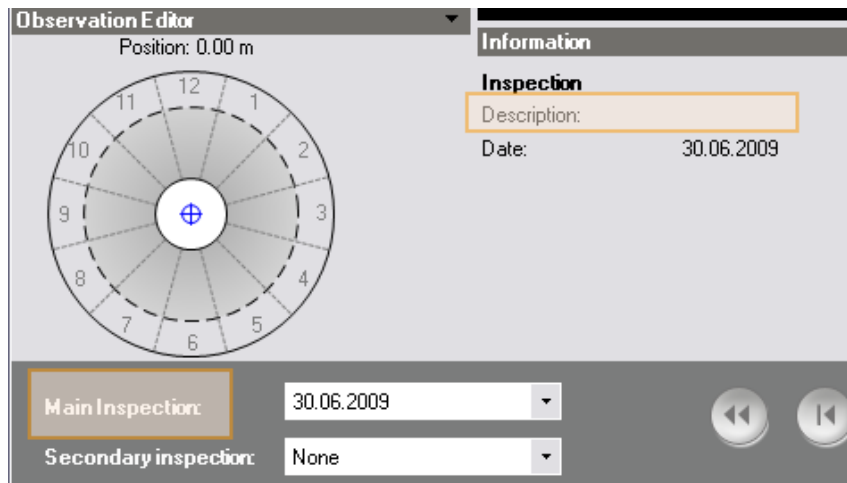 Observation Editor
Position: 0.00 m
12
11
1
10
2
9
3
8
4
7
5
6
Information
Inspection
Description:
Date: 30.06.2009
Main Inspection: 30.06.2009
Secondary inspection: None